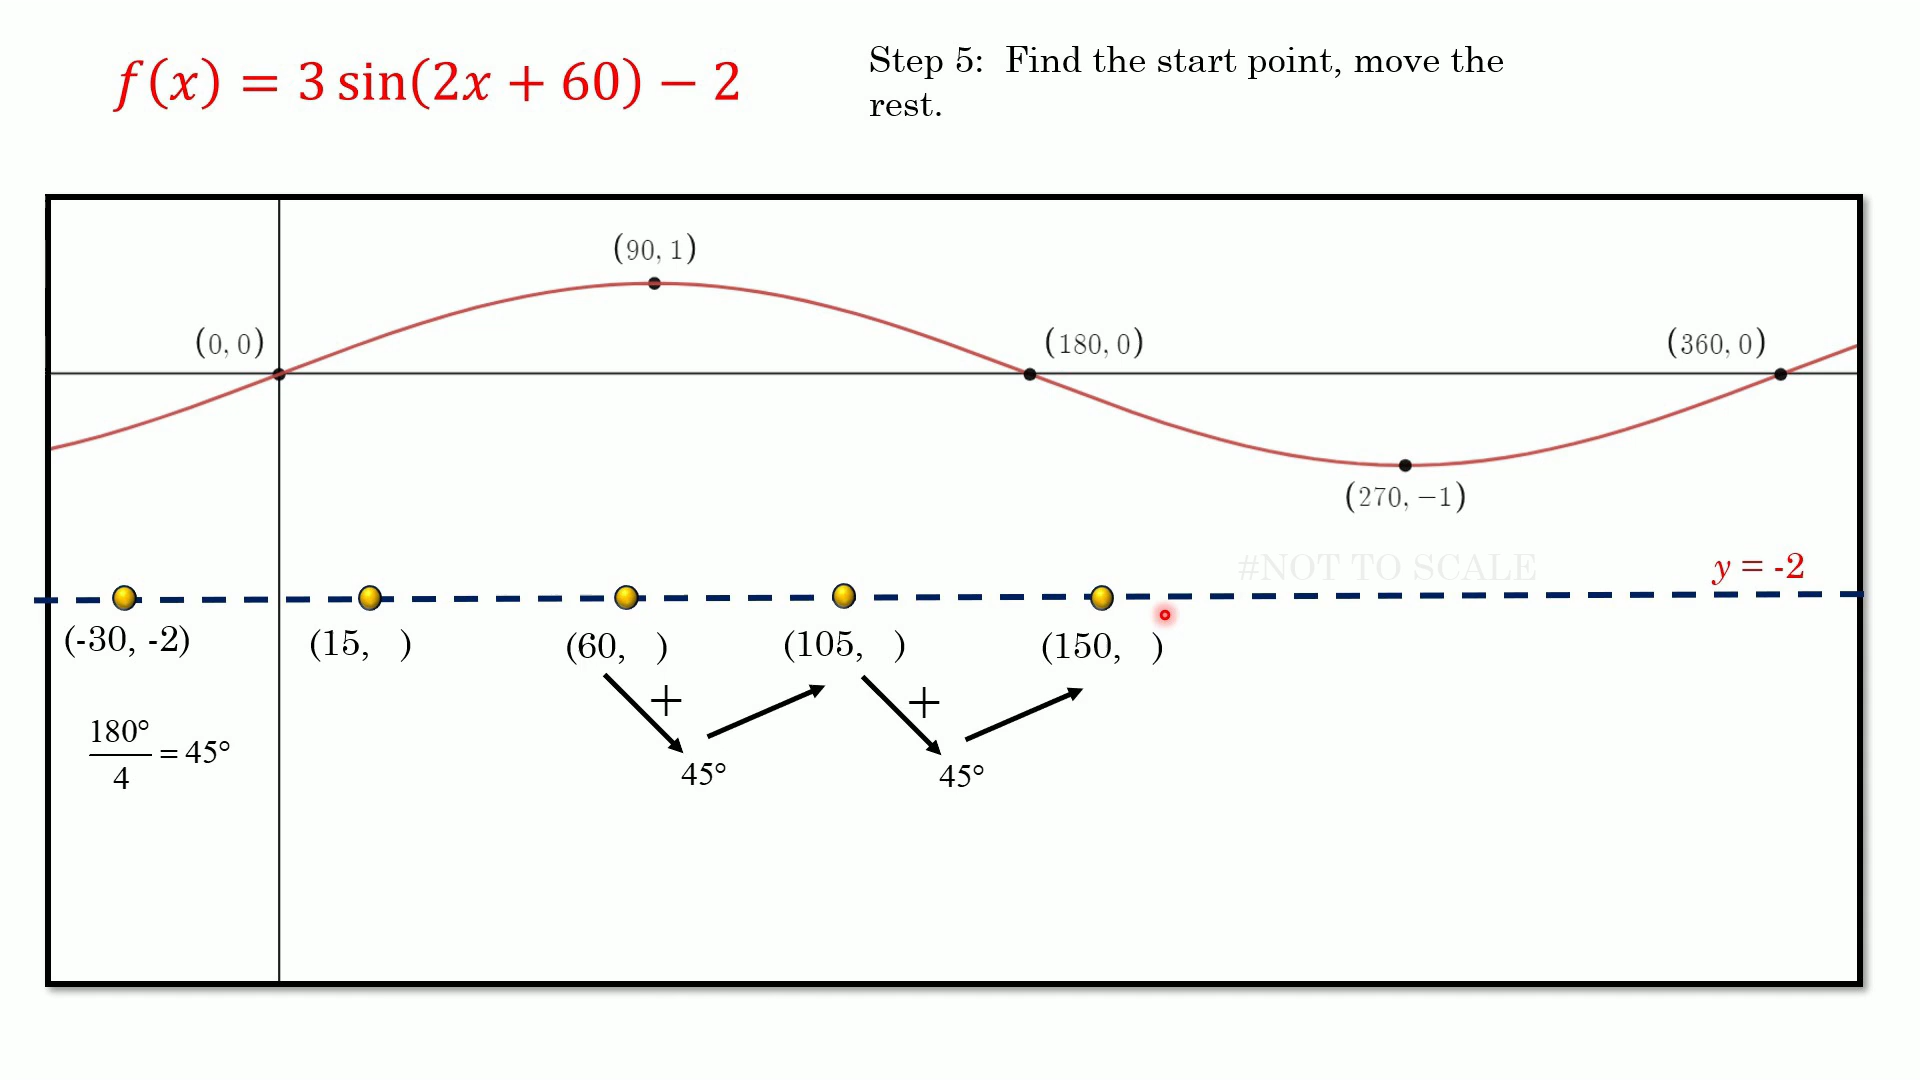 f(x) = 3 sin(2x + 60) − 2
Step 5: Find the start point, move the
rest.
(90, 1)
(0, 0)
(180, 0)
(360, 0)
(270, −1)
#NOT TO SCALE
y = -2
(-30, -2)
(15, )
(60, )
(105, )
(150, )
+
+
180°/4 = 45°
45°
45°